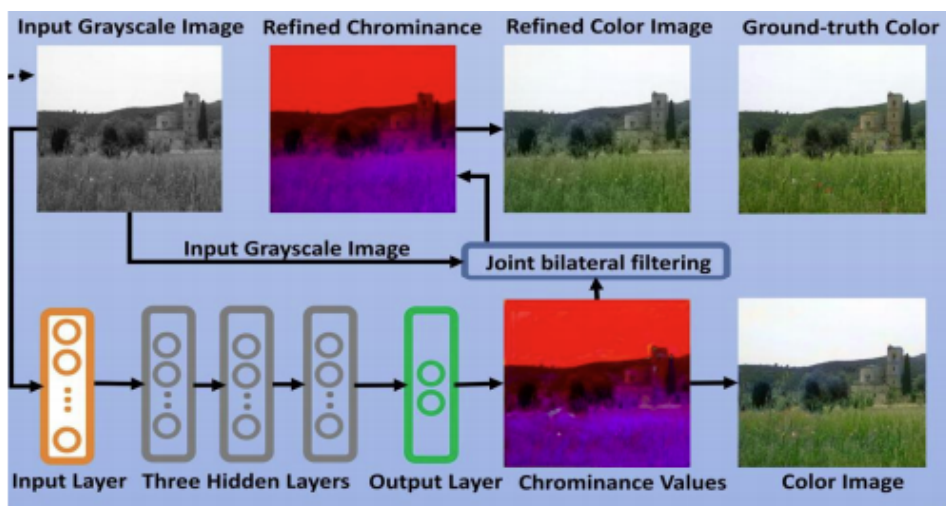 Input Grayscale Image
Refined Chrominance
Refined Color Image
Ground-truth Color
Input Grayscale Image
Joint bilateral filtering
Input Layer
Three Hidden Layers
Output Layer
Chrominance Values
Color Image